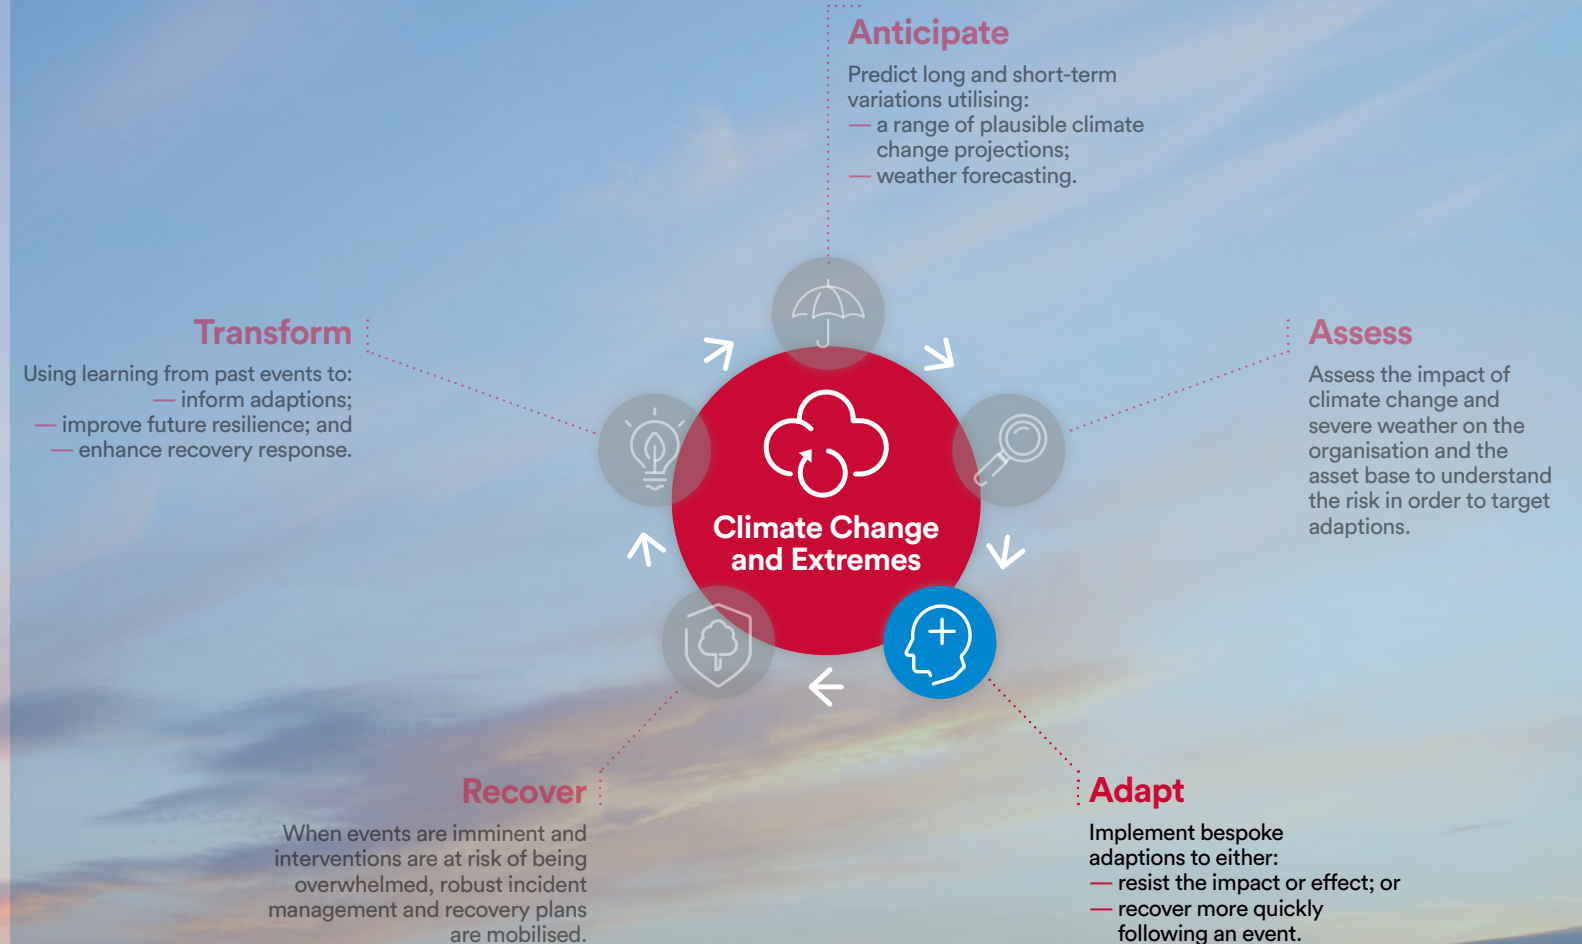 Anticipate
Predict long and short-term
variations utilising:
— a range of plausible climate
change projections;
— weather forecasting.
Transform
Using learning from past events to:
— inform adaptions;
— improve future resilience; and
— enhance recovery response.
Assess
Assess the impact of
climate change and
severe weather on the
organisation and the
asset base to understand
the risk in order to target
adaptions.
Climate Change
and Extremes
Recover
When events are imminent and
interventions are at risk of being
overwhelmed, robust incident
management and recovery plans
are mobilised.
Adapt
Implement bespoke
adaptions to either:
— resist the impact or effect; or
— recover more quickly
following an event.